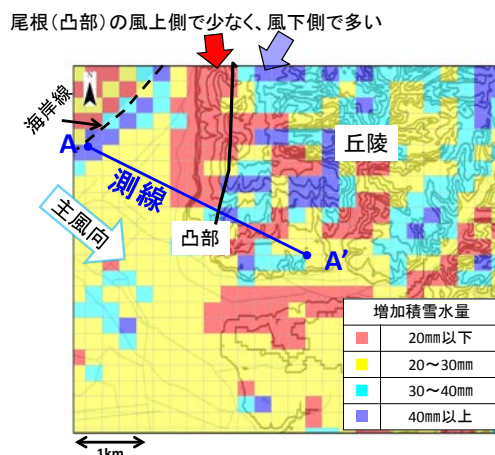 尾根（凸部）の風上側で少なく、風下側で多い
N
海岸線
A
測線
丘陵
主風向
凸部
A'
増加積雪水量
20mm以下
20～30mm
30～40mm
40mm以上
1km